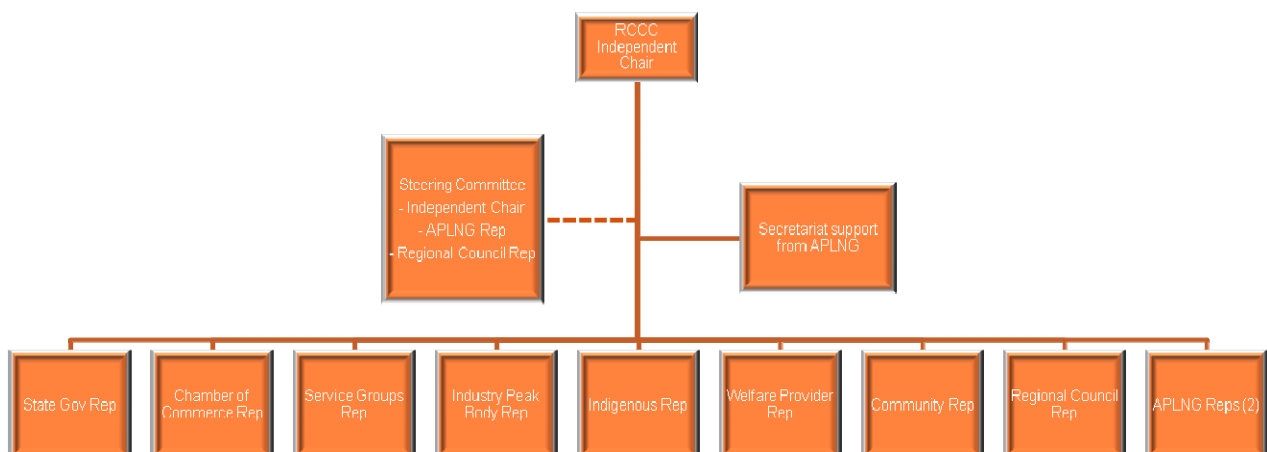 RCCC
Independent
Chair
Steering Committee
- Independent Chair
- APLNG Rep
- Regional Council Rep
Secretariat support
from APLNG
State Gov Rep
Chamber of
Commerce Rep
Service Groups
Rep
Industry Peak
Body Rep
Indigenous Rep
Welfare Provider
Rep
Community Rep
Regional Council
Rep
APLNG Reps (2)